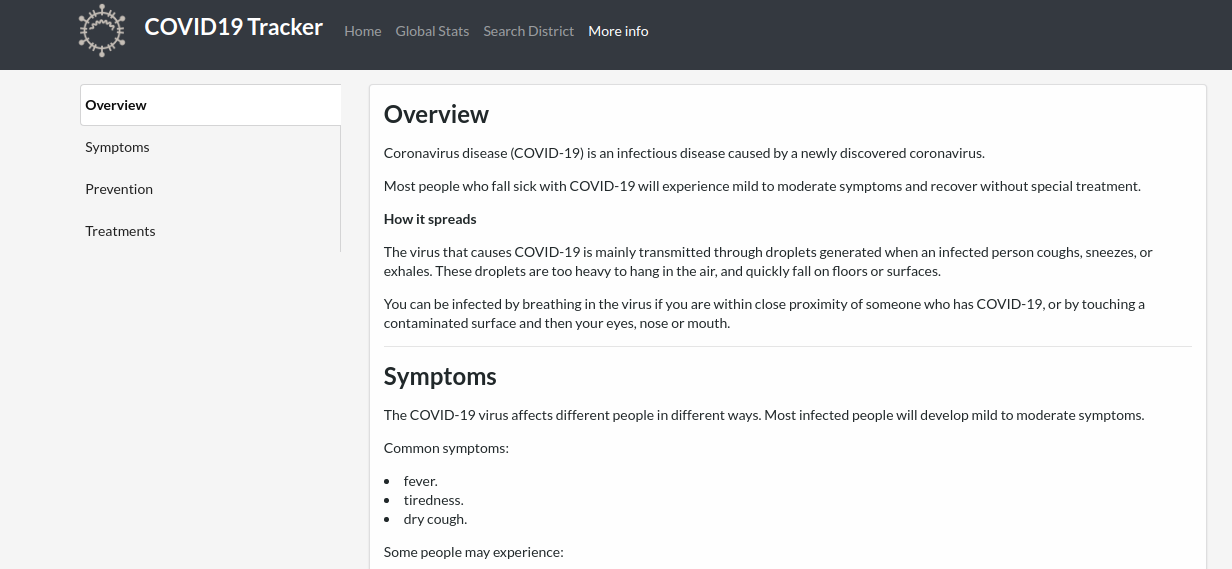 COVID19 Tracker
Home
Global Stats
Search District
More info
Overview
Symptoms
Prevention
Treatments
Overview
Coronavirus disease (COVID-19) is an infectious disease caused by a newly discovered coronavirus.
Most people who fall sick with COVID-19 will experience mild to moderate symptoms and recover without special treatment.
How it spreads
The virus that causes COVID-19 is mainly transmitted through droplets generated when an infected person coughs, sneezes, or
exhales. These droplets are too heavy to hang in the air, and quickly fall on floors or surfaces.
You can be infected by breathing in the virus if you are within close proximity of someone who has COVID-19, or by touching a
contaminated surface and then your eyes, nose or mouth.
Symptoms
The COVID-19 virus affects different people in different ways. Most infected people will develop mild to moderate symptoms.
Common symptoms:
• fever.
• tiredness.
• dry cough.
Some people may experience: